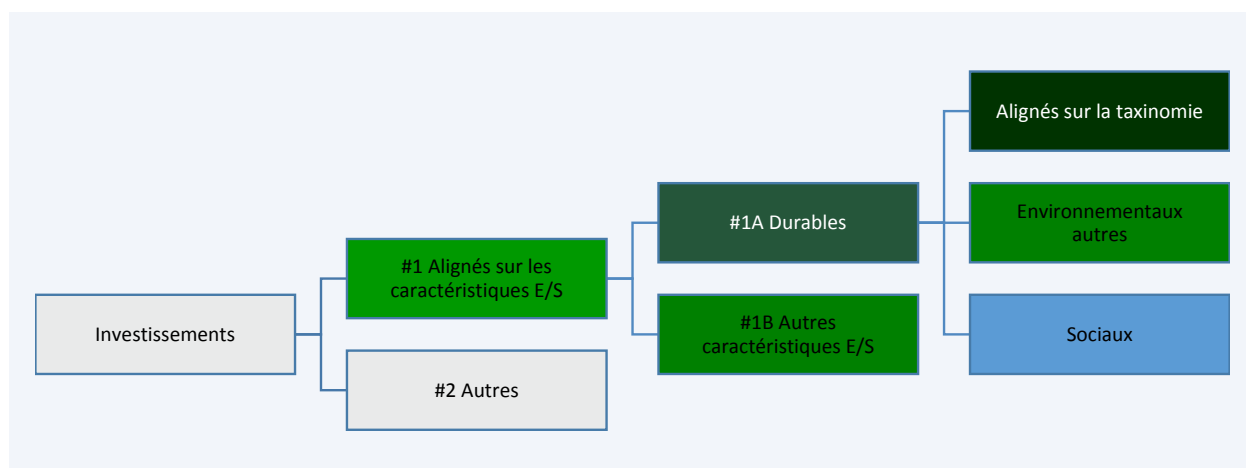 Investissements
#1 Alignés sur les
caractéristiques E/S
#2 Autres
#1A Durables
#1B Autres
caractéristiques E/S
Alignés sur la taxinomie
Environnementaux
autres
Sociaux